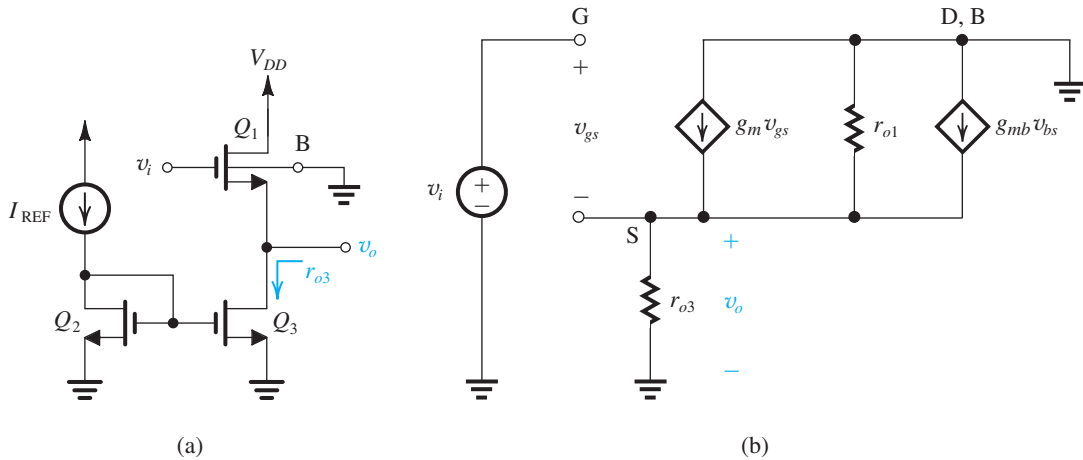 V_DD
Q_1
B
v_i
I_REF
v_o
r_o3
Q_2
Q_3
(a)
G
D, B
+
v_gs
−
g_m v_gs
r_o1
g_mb v_bs
v_i
+
−
S
+
r_o3
v_o
−
(b)